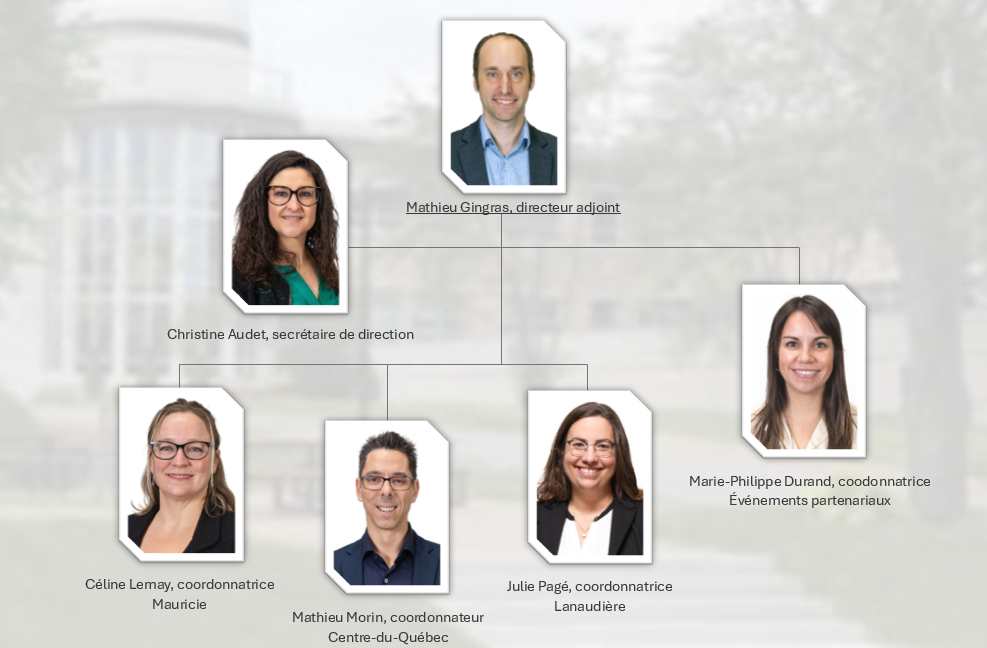 Mathieu Gingras, directeur adjoint
Christine Audet, secrétaire de direction
Marie-Philippe Durand, coodonnatrice
Événements partenariaux
Céline Lemay, coordonnatrice
Mauricie
Mathieu Morin, coordonnateur
Centre-du-Québec
Julie Pagé, coordonnatrice
Lanaudière